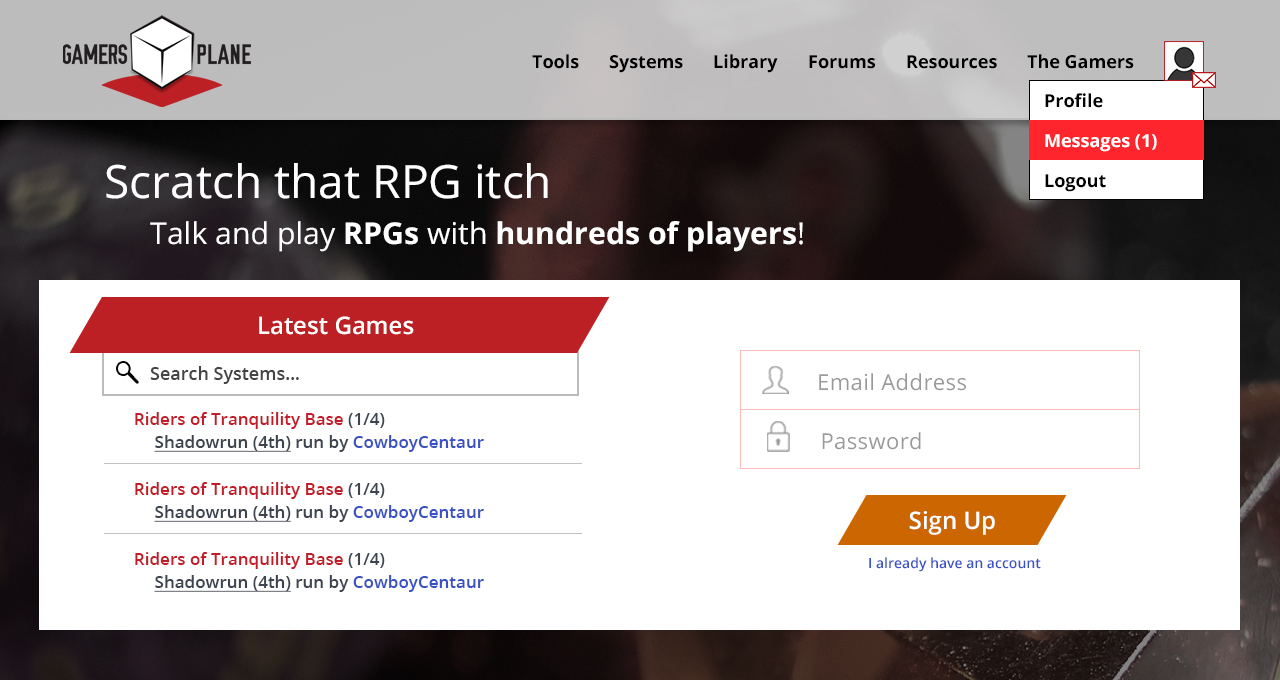 GAMERS PLANE
Tools Systems Library Forums Resources The Gamers
Profile
Messages (1)
Logout
Scratch that RPG itch
Talk and play RPGs with hundreds of players!
Latest Games
Search Systems...
Riders of Tranquility Base (1/4)
Shadowrun (4th) run by CowboyCentaur
Riders of Tranquility Base (1/4)
Shadowrun (4th) run by CowboyCentaur
Riders of Tranquility Base (1/4)
Shadowrun (4th) run by CowboyCentaur
Email Address
Password
Sign Up
I already have an account